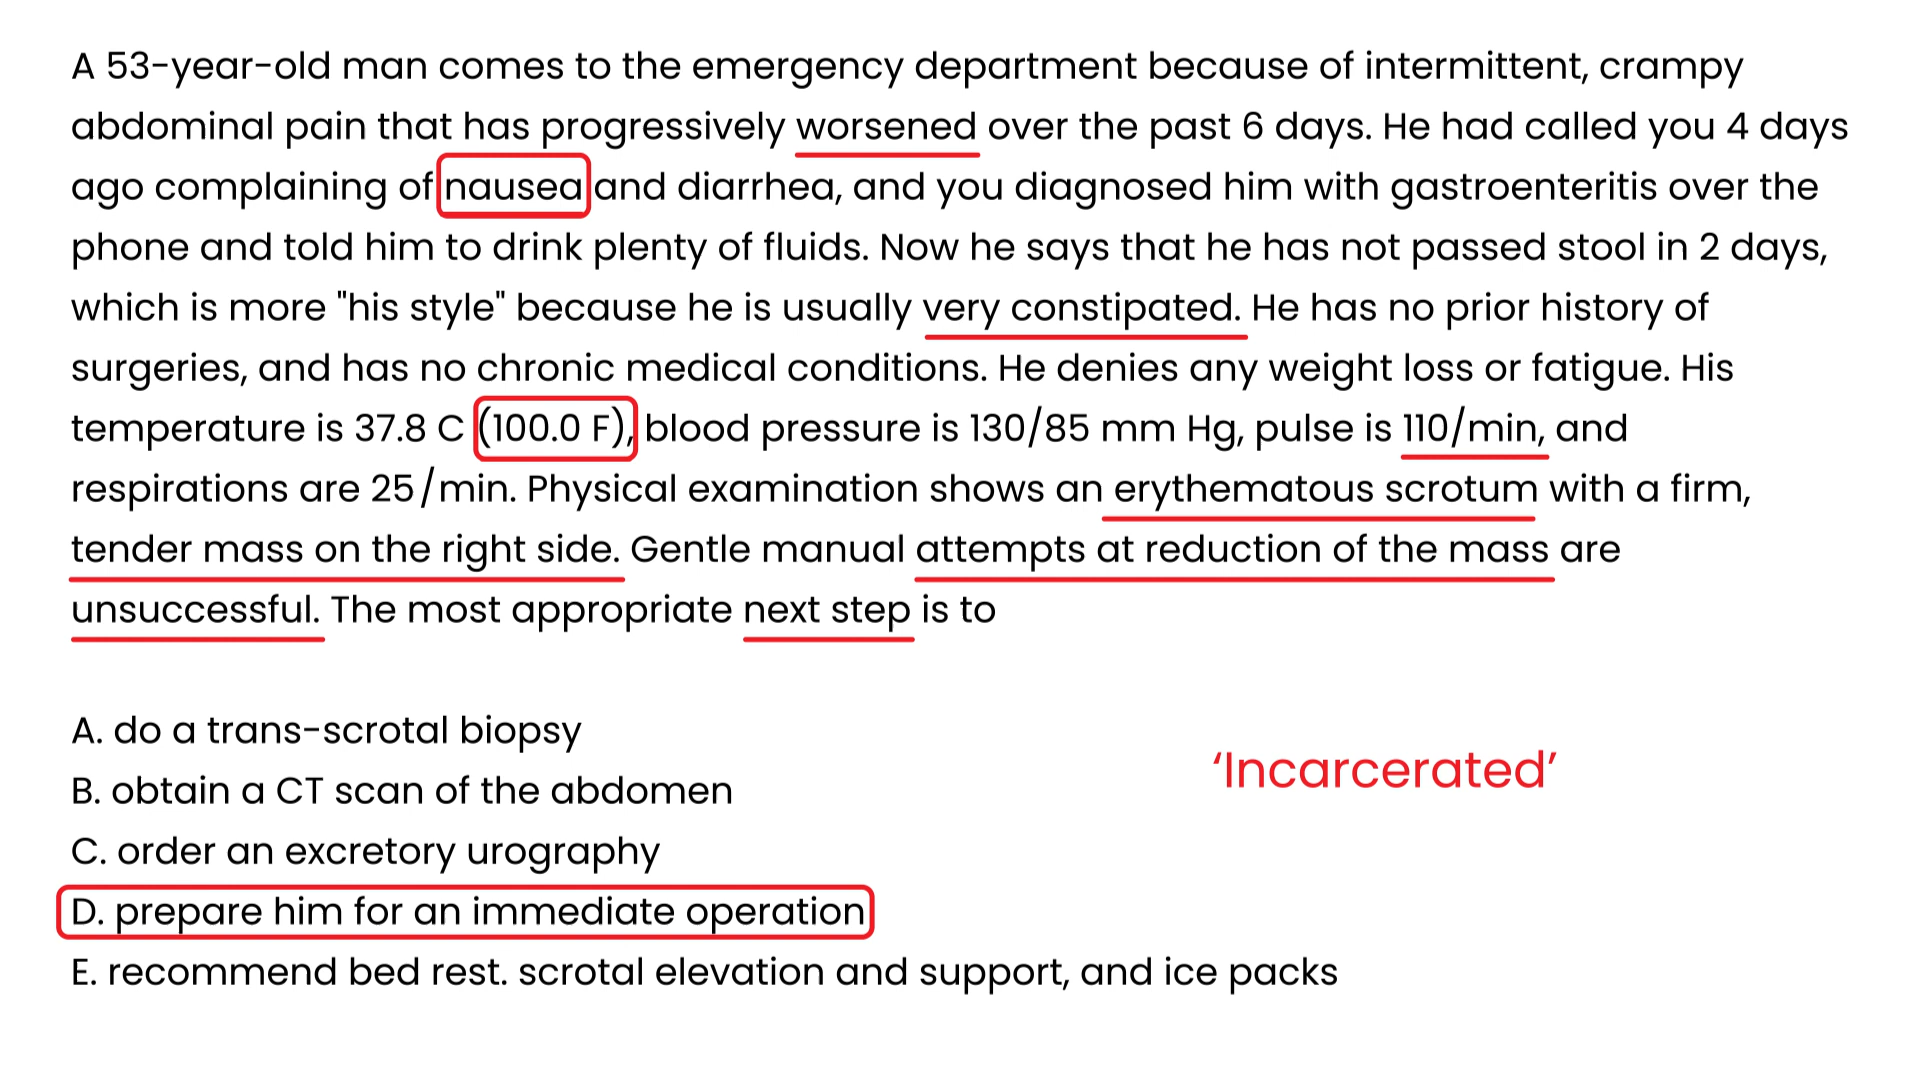 A 53-year-old man comes to the emergency department because of intermittent, crampy
abdominal pain that has progressively worsened over the past 6 days. He had called you 4 days
ago complaining of nausea and diarrhea, and you diagnosed him with gastroenteritis over the
phone and told him to drink plenty of fluids. Now he says that he has not passed stool in 2 days,
which is more "his style" because he is usually very constipated. He has no prior history of
surgeries, and has no chronic medical conditions. He denies any weight loss or fatigue. His
temperature is 37.8 C (100.0 F), blood pressure is 130/85 mm Hg, pulse is 110/min, and
respirations are 25/min. Physical examination shows an erythematous scrotum with a firm,
tender mass on the right side. Gentle manual attempts at reduction of the mass are
unsuccessful. The most appropriate next step is to
A. do a trans-scrotal biopsy
B. obtain a CT scan of the abdomen
C. order an excretory urography
D. prepare him for an immediate operation
E. recommend bed rest. scrotal elevation and support, and ice packs
‘Incarcerated’